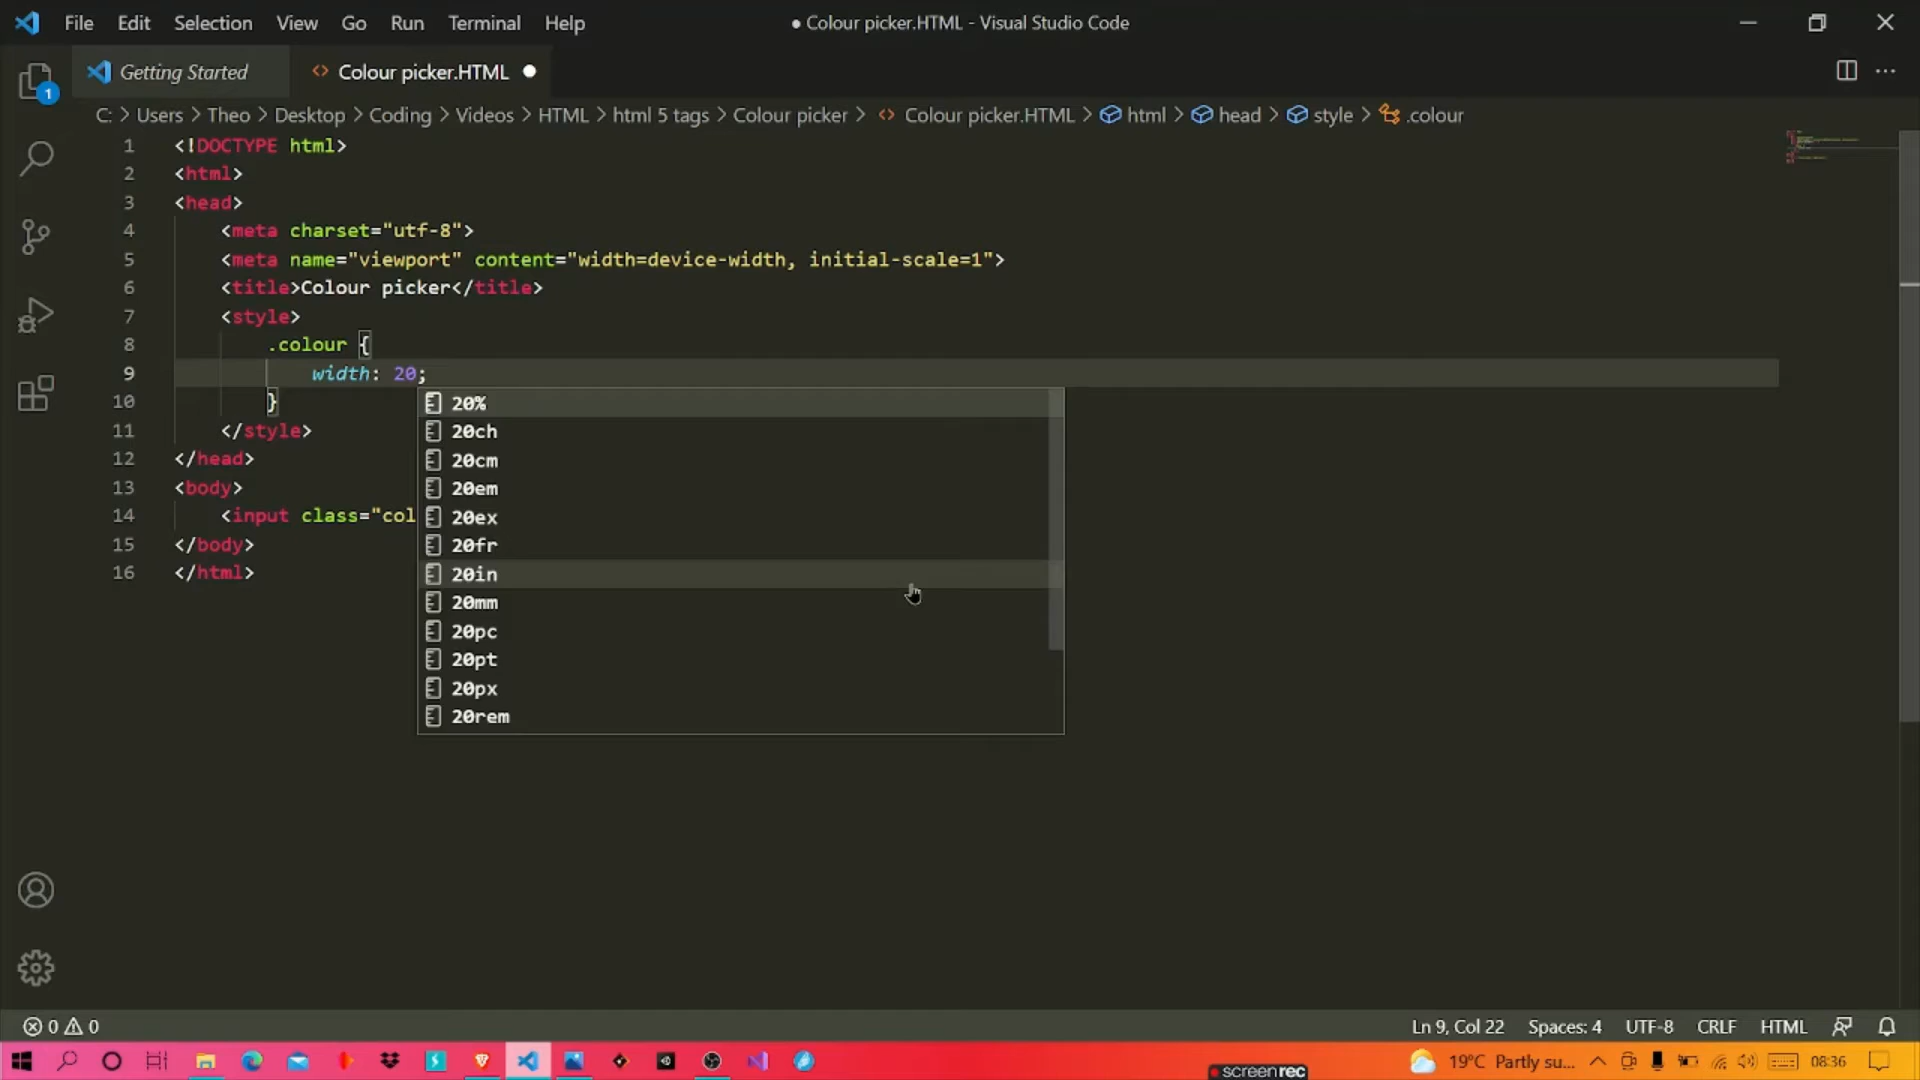 File Edit Selection View Go Run Terminal Help ● Colour picker.HTML - Visual Studio Code
Getting Started Colour picker.HTML
1
C: > Users > Theo > Desktop > Coding > Videos > HTML > html 5 tags > Colour picker > Colour picker.HTML > html > head > style > .colour
1 <!DOCTYPE html>
2 <html>
3 <head>
4 <meta charset="utf-8">
5 <meta name="viewport" content="width=device-width, initial-scale=1">
6 <title>Colour picker</title>
7 <style>
8 .colour {
9 width: 20;
10 }
11 </style>
12 </head>
13 <body>
14 <input class="col
15 </body>
16 </html>
20%
20ch
20cm
20em
20ex
20fr
20in
20mm
20pc
20pt
20px
20rem
0 0 Ln 9, Col 22 Spaces: 4 UTF-8 CRLF HTML
screenrec 19°C Partly su... 08:36